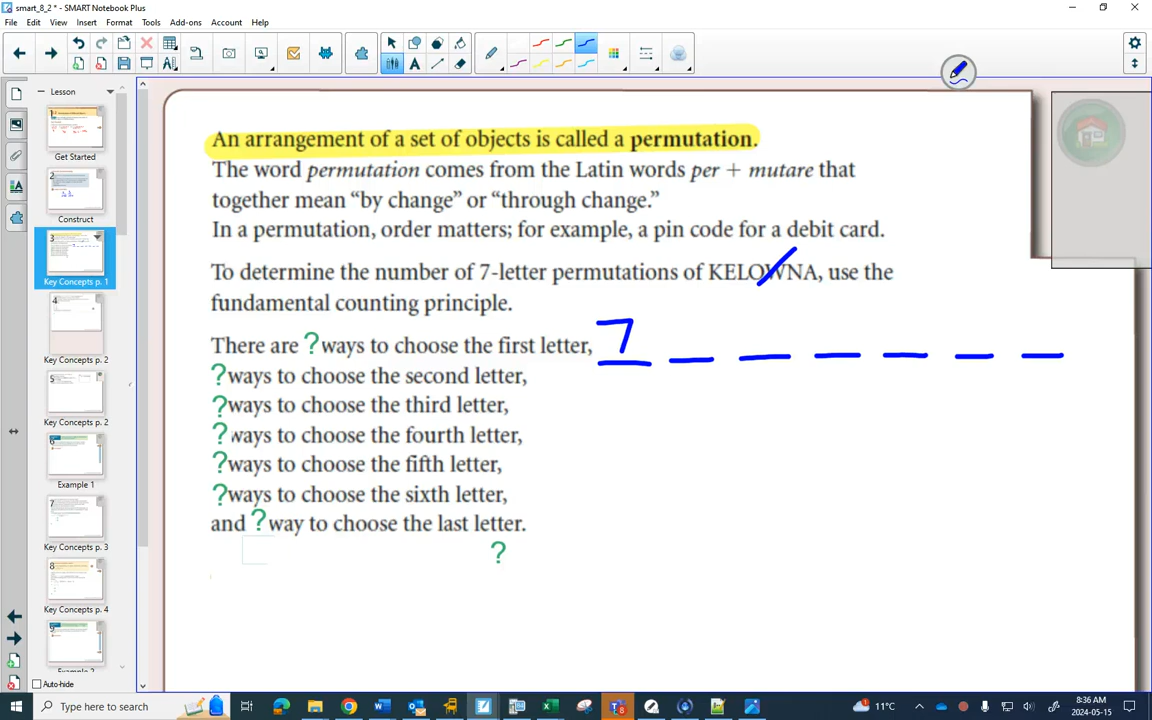 smart_8_2 * - SMART Notebook Plus
File Edit View Insert Format Tools Add-ons Account Help
Lesson
Get Started
Construct
Key Concepts p. 1
Key Concepts p. 2
Key Concepts p. 2
Example 1
Key Concepts p. 3
Key Concepts p. 4
Auto-hide
An arrangement of a set of objects is called a permutation.
The word permutation comes from the Latin words per + mutare that
together mean “by change” or “through change.”
In a permutation, order matters; for example, a pin code for a debit card.
To determine the number of 7-letter permutations of KELOWNA, use the
fundamental counting principle.
There are ? ways to choose the first letter, 7
? ways to choose the second letter,
? ways to choose the third letter,
? ways to choose the fourth letter,
? ways to choose the fifth letter,
? ways to choose the sixth letter,
and ? way to choose the last letter.
?
Type here to search
11°C
8:36 AM
2024-05-15